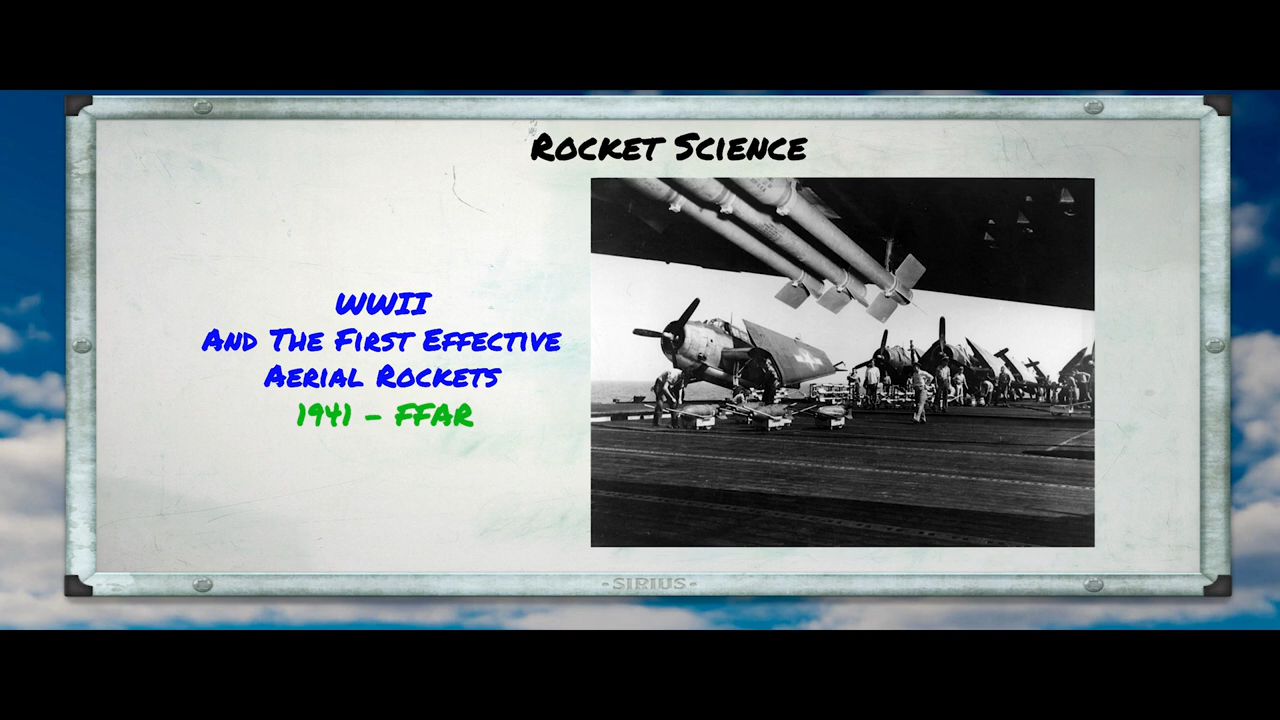 Rocket Science
WWII
And The First Effective
Aerial Rockets
1941 - FFAR
-SIRIUS-